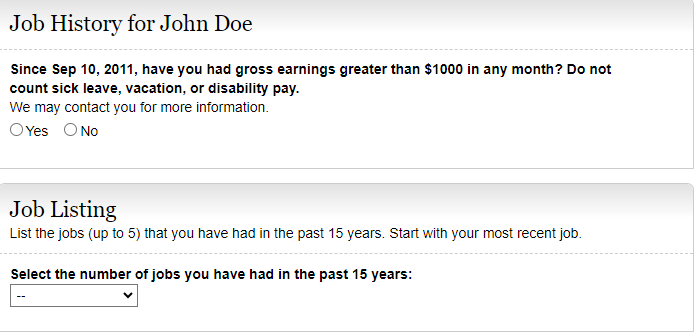 Job History for John Doe
Since Sep 10, 2011, have you had gross earnings greater than $1000 in any month? Do not
count sick leave, vacation, or disability pay.
We may contact you for more information.
Yes No
Job Listing
List the jobs (up to 5) that you have had in the past 15 years. Start with your most recent job.
Select the number of jobs you have had in the past 15 years:
--